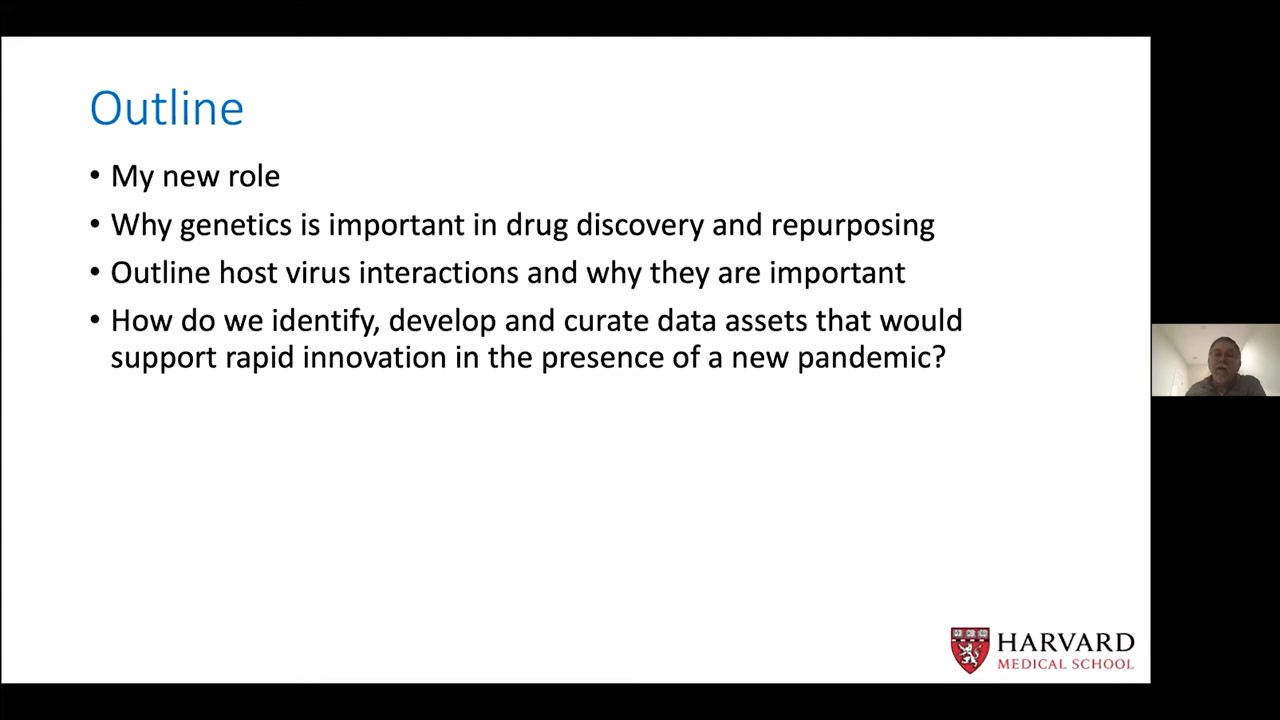 Outline
• My new role
• Why genetics is important in drug discovery and repurposing
• Outline host virus interactions and why they are important
• How do we identify, develop and curate data assets that would
support rapid innovation in the presence of a new pandemic?
HARVARD
MEDICAL SCHOOL